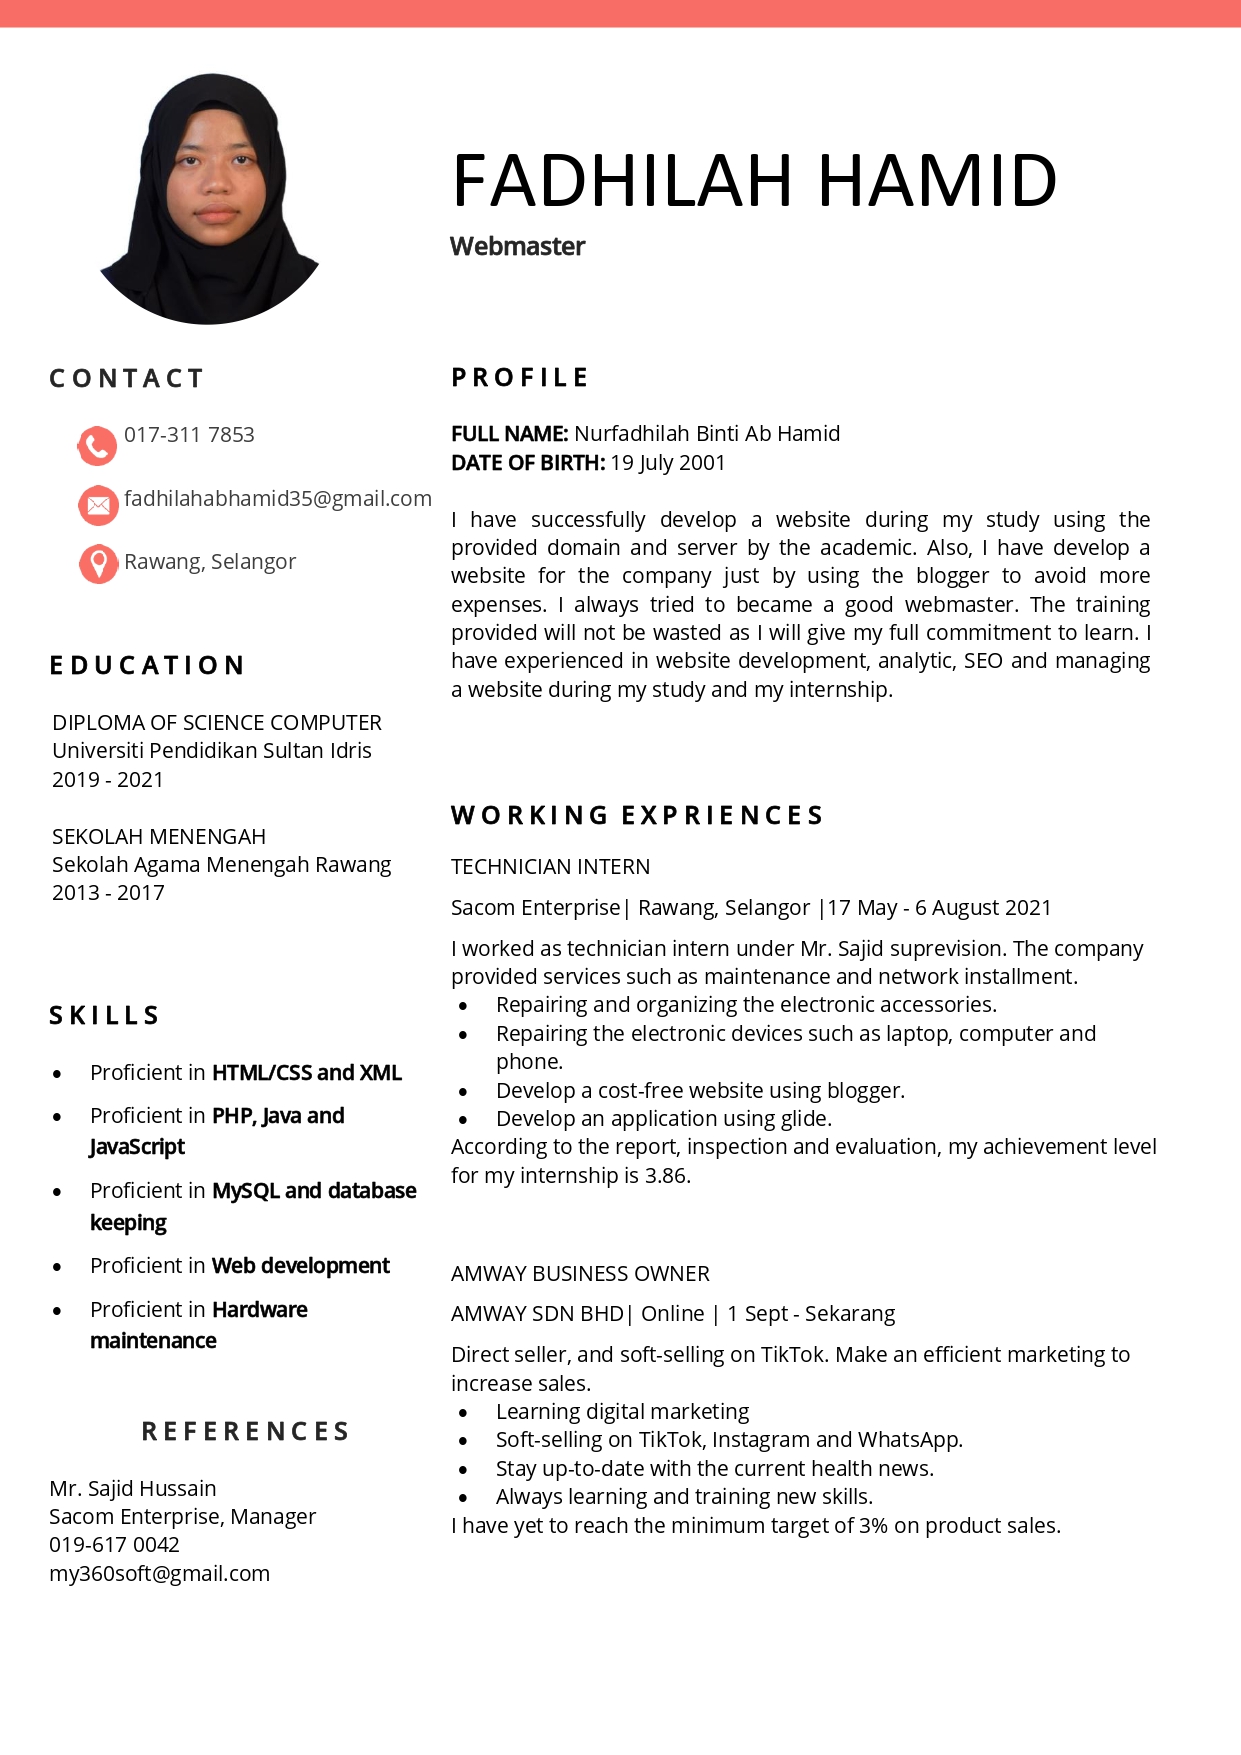 FADHILAH HAMID
Webmaster
CONTACT
017-311 7853
fadhilahabhamid35@gmail.com
Rawang, Selangor
EDUCATION
DIPLOMA OF SCIENCE COMPUTER
Universiti Pendidikan Sultan Idris
2019 - 2021
SEKOLAH MENENGAH
Sekolah Agama Menengah Rawang
2013 - 2017
SKILLS
• Proficient in HTML/CSS and XML
• Proficient in PHP, Java and
JavaScript
• Proficient in MySQL and database
keeping
• Proficient in Web development
• Proficient in Hardware
maintenance
REFERENCES
Mr. Sajid Hussain
Sacom Enterprise, Manager
019-617 0042
my360soft@gmail.com
PROFILE
FULL NAME: Nurfadhilah Binti Ab Hamid
DATE OF BIRTH: 19 July 2001
I have successfully develop a website during my study using the
provided domain and server by the academic. Also, I have develop a
website for the company just by using the blogger to avoid more
expenses. I always tried to became a good webmaster. The training
provided will not be wasted as I will give my full commitment to learn. I
have experienced in website development, analytic, SEO and managing
a website during my study and my internship.
WORKING EXPRIENCES
TECHNICIAN INTERN
Sacom Enterprise| Rawang, Selangor |17 May - 6 August 2021
I worked as technician intern under Mr. Sajid suprevision. The company
provided services such as maintenance and network installment.
• Repairing and organizing the electronic accessories.
• Repairing the electronic devices such as laptop, computer and
phone.
• Develop a cost-free website using blogger.
• Develop an application using glide.
According to the report, inspection and evaluation, my achievement level
for my internship is 3.86.
AMWAY BUSINESS OWNER
AMWAY SDN BHD| Online | 1 Sept - Sekarang
Direct seller, and soft-selling on TikTok. Make an efficient marketing to
increase sales.
• Learning digital marketing
• Soft-selling on TikTok, Instagram and WhatsApp.
• Stay up-to-date with the current health news.
• Always learning and training new skills.
I have yet to reach the minimum target of 3% on product sales.